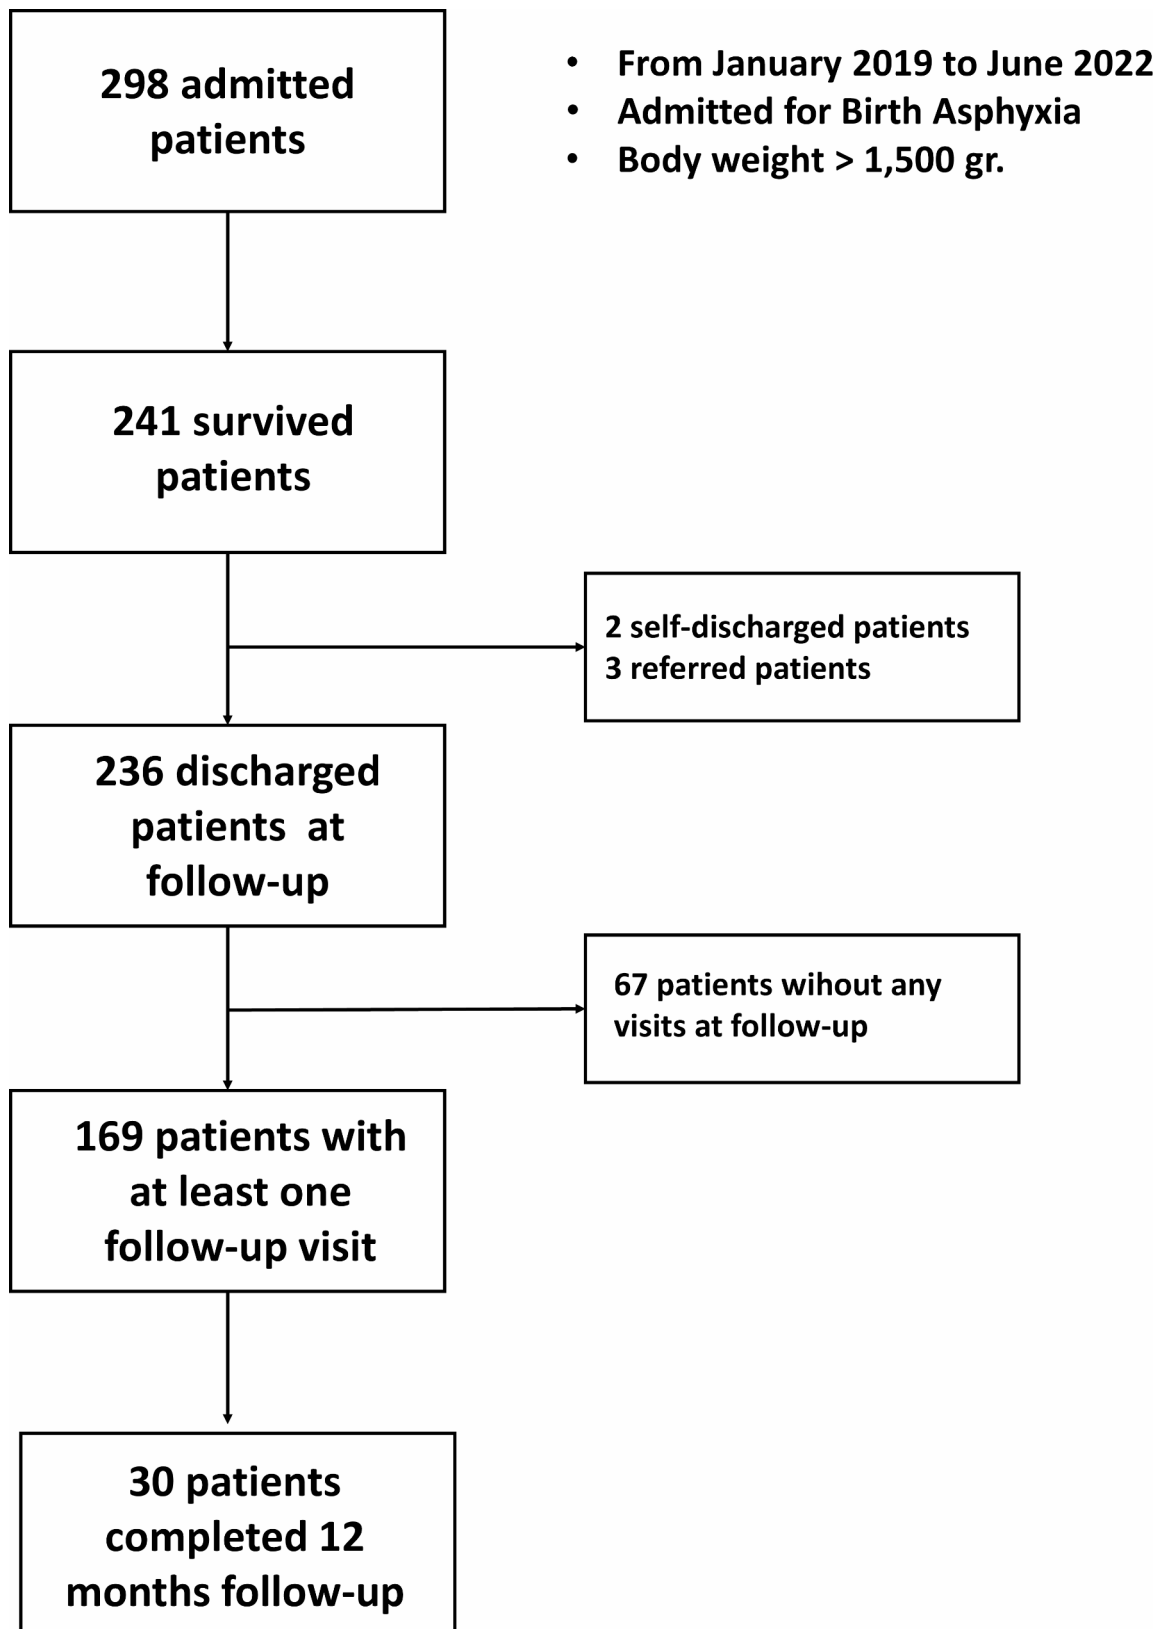 298 admitted
patients
• From January 2019 to June 2022
• Admitted for Birth Asphyxia
• Body weight > 1,500 gr.
241 survived
patients
2 self-discharged patients
3 referred patients
236 discharged
patients at
follow-up
67 patients wihout any
visits at follow-up
169 patients with
at least one
follow-up visit
30 patients
completed 12
months follow-up